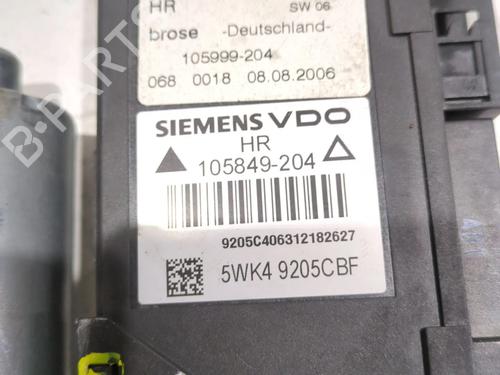 HR SW 06
brose -Deutschland-
105999-204
068 0018 08.08.2006
SIEMENS VDO
HR
105849-204
9205C406312182627
5WK4 9205CBF